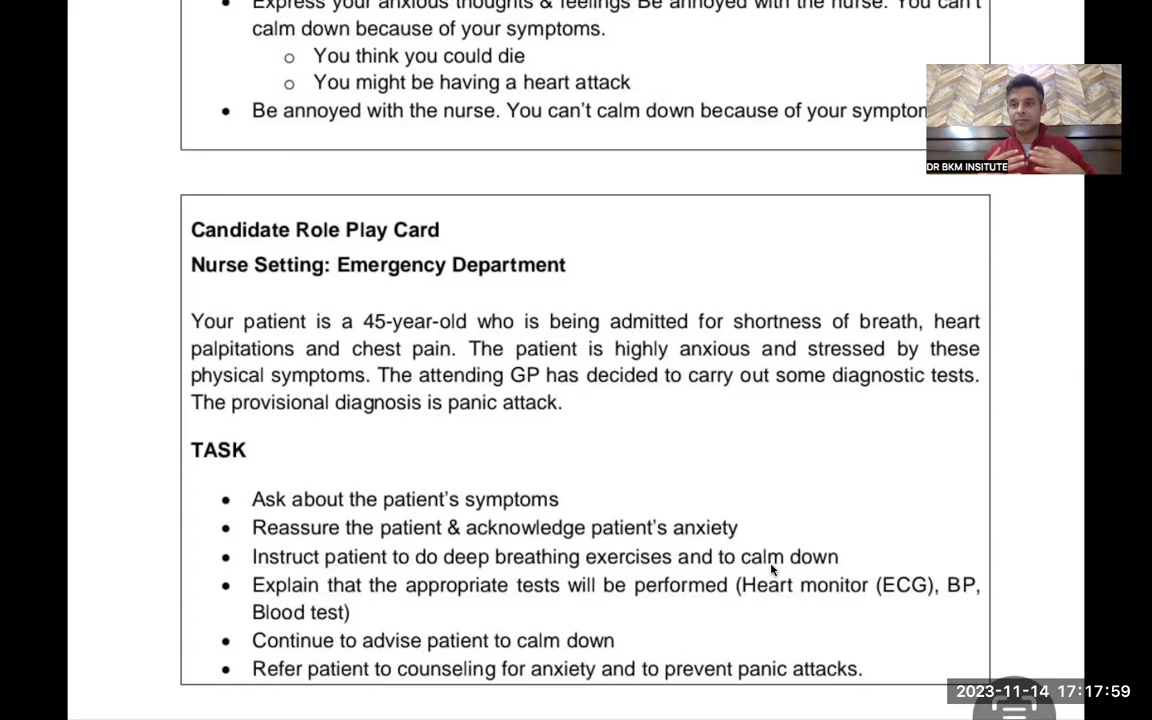 Express your anxious thoughts & feelings Be annoyed with the nurse. You can't
calm down because of your symptoms.
o You think you could die
o You might be having a heart attack
• Be annoyed with the nurse. You can't calm down because of your
DR BKM INSITUTE
Candidate Role Play Card
Nurse Setting: Emergency Department
Your patient is a 45-year-old who is being admitted for shortness of breath, heart
palpitations and chest pain. The patient is highly anxious and stressed by these
physical symptoms. The attending GP has decided to carry out some diagnostic tests.
The provisional diagnosis is panic attack.
TASK
• Ask about the patient's symptoms
• Reassure the patient & acknowledge patient's anxiety
• Instruct patient to do deep breathing exercises and to calm down
• Explain that the appropriate tests will be performed (Heart monitor (ECG), BP,
Blood test)
• Continue to advise patient to calm down
• Refer patient to counseling for anxiety and to prevent panic attacks.
2023-11-14 17:17:59